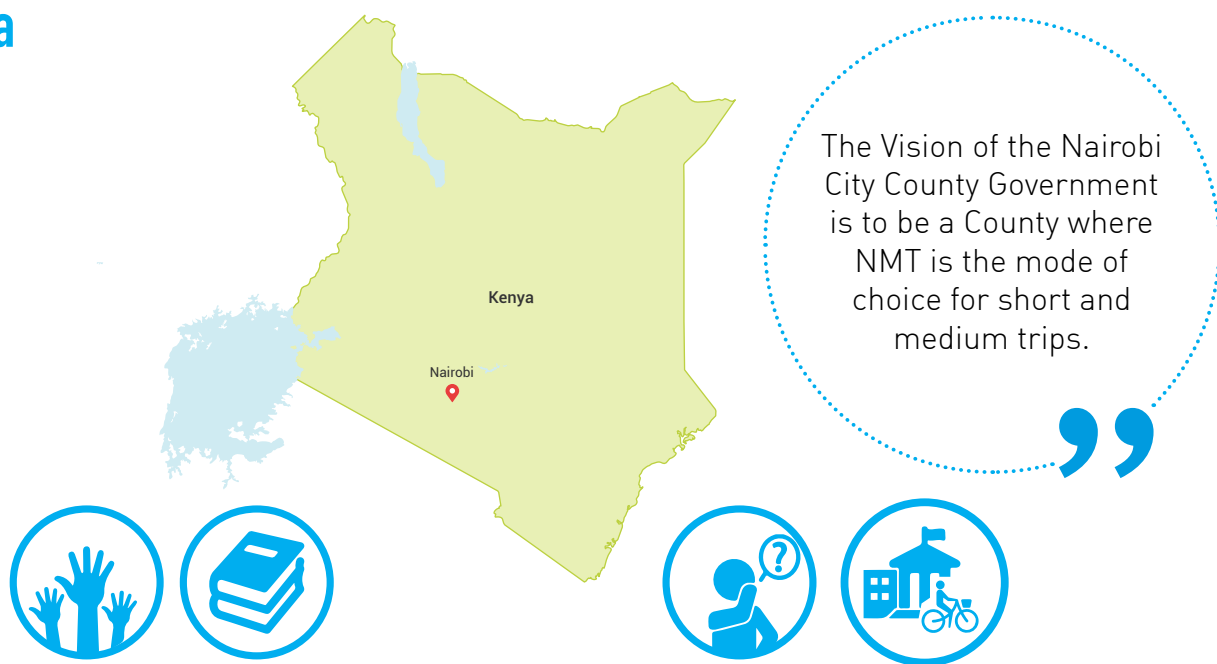 a
The Vision of the Nairobi
City County Government
is to be a County where
NMT is the mode of
choice for short and
medium trips.
”
Kenya
Nairobi
?